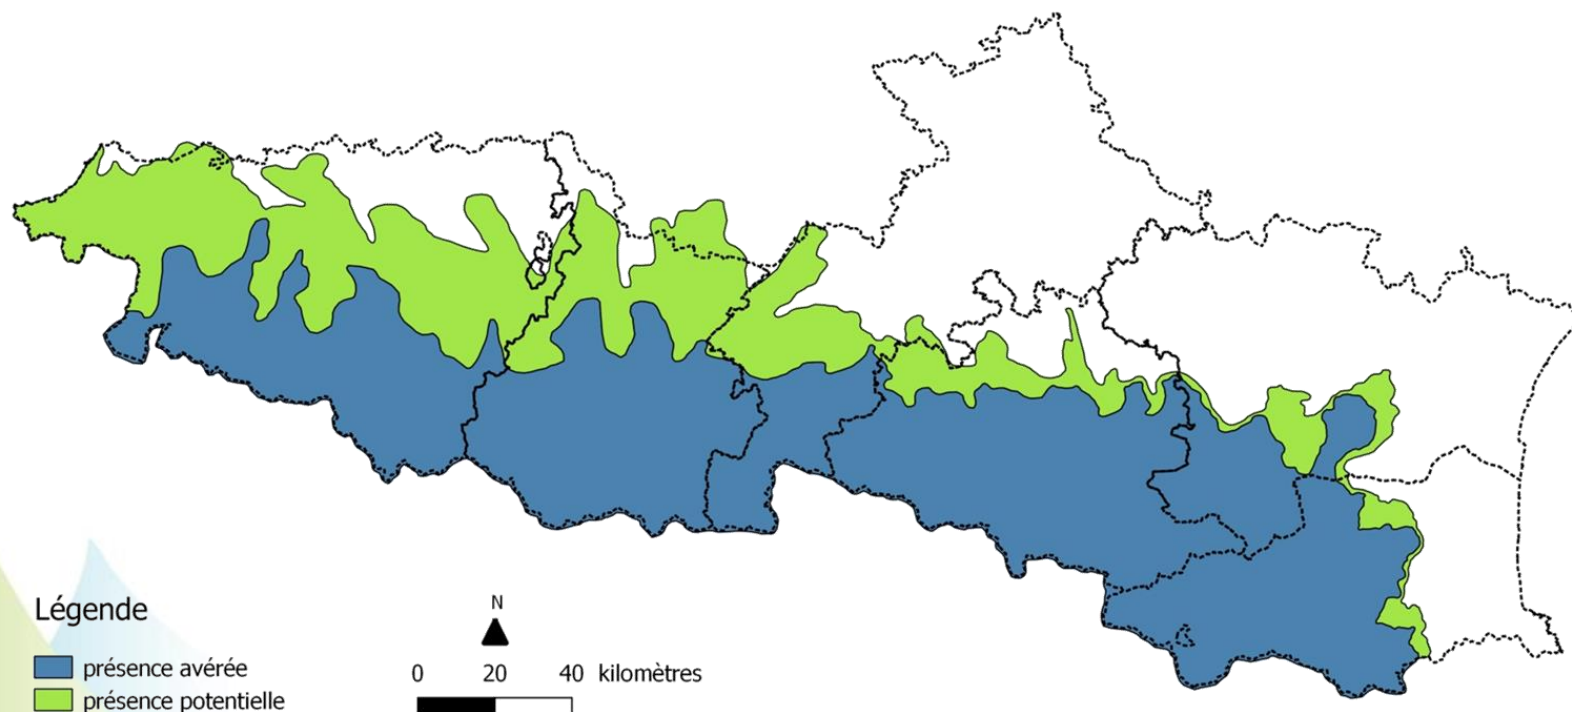 Légende
présence avérée
présence potentielle
N
0 20 40 kilomètres